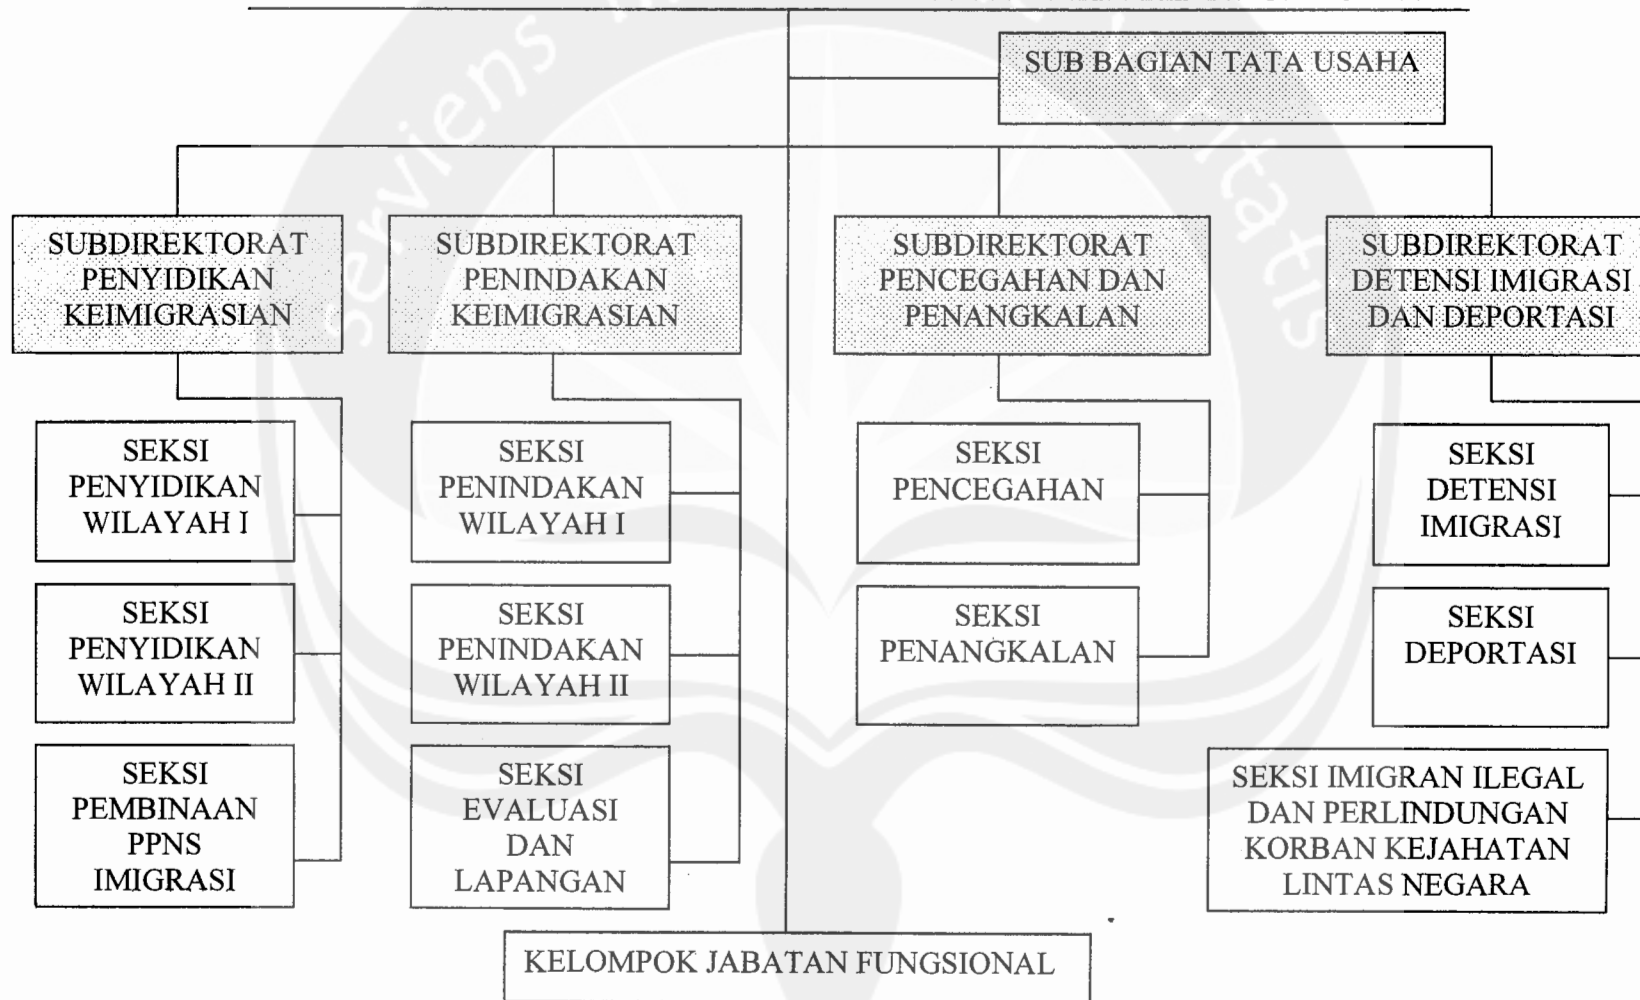 SUB BAGIAN TATA USAHA
SUBDIREKTORAT
PENYIDIKAN
KEIMIGRASIAN
SUBDIREKTORAT
PENINDAKAN
KEIMIGRASIAN
SUBDIREKTORAT
PENCEGAHAN DAN
PENANGKALAN
SUBDIREKTORAT
DETENSI IMIGRASI
DAN DEPORTASI
SEKSI
PENYIDIKAN
WILAYAH I
SEKSI
PENINDAKAN
WILAYAH I
SEKSI
PENCEGAHAN
SEKSI
DETENSI
IMIGRASI
SEKSI
PENYIDIKAN
WILAYAH II
SEKSI
PENINDAKAN
WILAYAH II
SEKSI
PENANGKALAN
SEKSI
DEPORTASI
SEKSI
PEMBINAAN
PPNS
IMIGRASI
SEKSI
EVALUASI
DAN
LAPANGAN
SEKSI IMIGRAN ILEGAL
DAN PERLINDUNGAN
KORBAN KEJAHATAN
LINTAS NEGARA
KELOMPOK JABATAN FUNGSIONAL
serviens